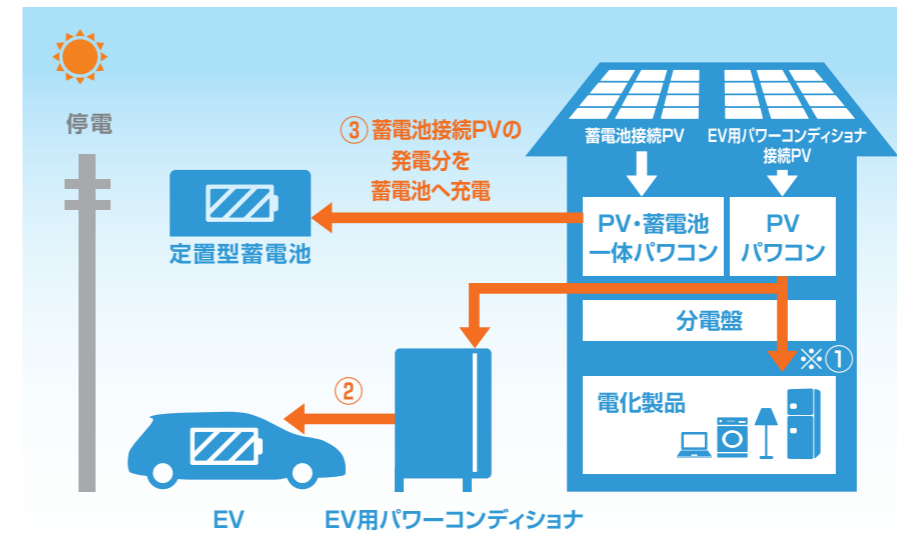 停電
③蓄電池接続PVの
発電分を
蓄電池へ充電
定置型蓄電池
蓄電池接続PV
EV用パワーコンディショナ
接続PV
PV・蓄電池
一体パワコン
PV
パワコン
分電盤
※①
電化製品
②
EV
EV用パワーコンディショナ